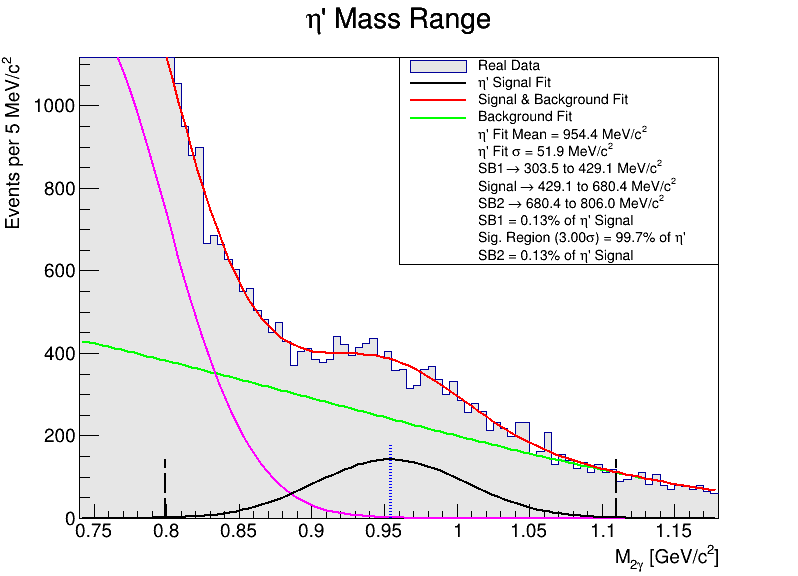 η' Mass Range
Events per 5 MeV/c²
1000
800
600
400
200
0
Real Data
η' Signal Fit
Signal & Background Fit
Background Fit
η' Fit Mean = 954.4 MeV/c²
η' Fit σ = 51.9 MeV/c²
SB1 → 303.5 to 429.1 MeV/c²
Signal → 429.1 to 680.4 MeV/c²
SB2 → 680.4 to 806.0 MeV/c²
SB1 = 0.13% of η' Signal
Sig. Region (3.00σ) = 99.7% of η'
SB2 = 0.13% of η' Signal
0.75 0.8 0.85 0.9 0.95 1 1.05 1.1 1.15
M₂γ [GeV/c²]